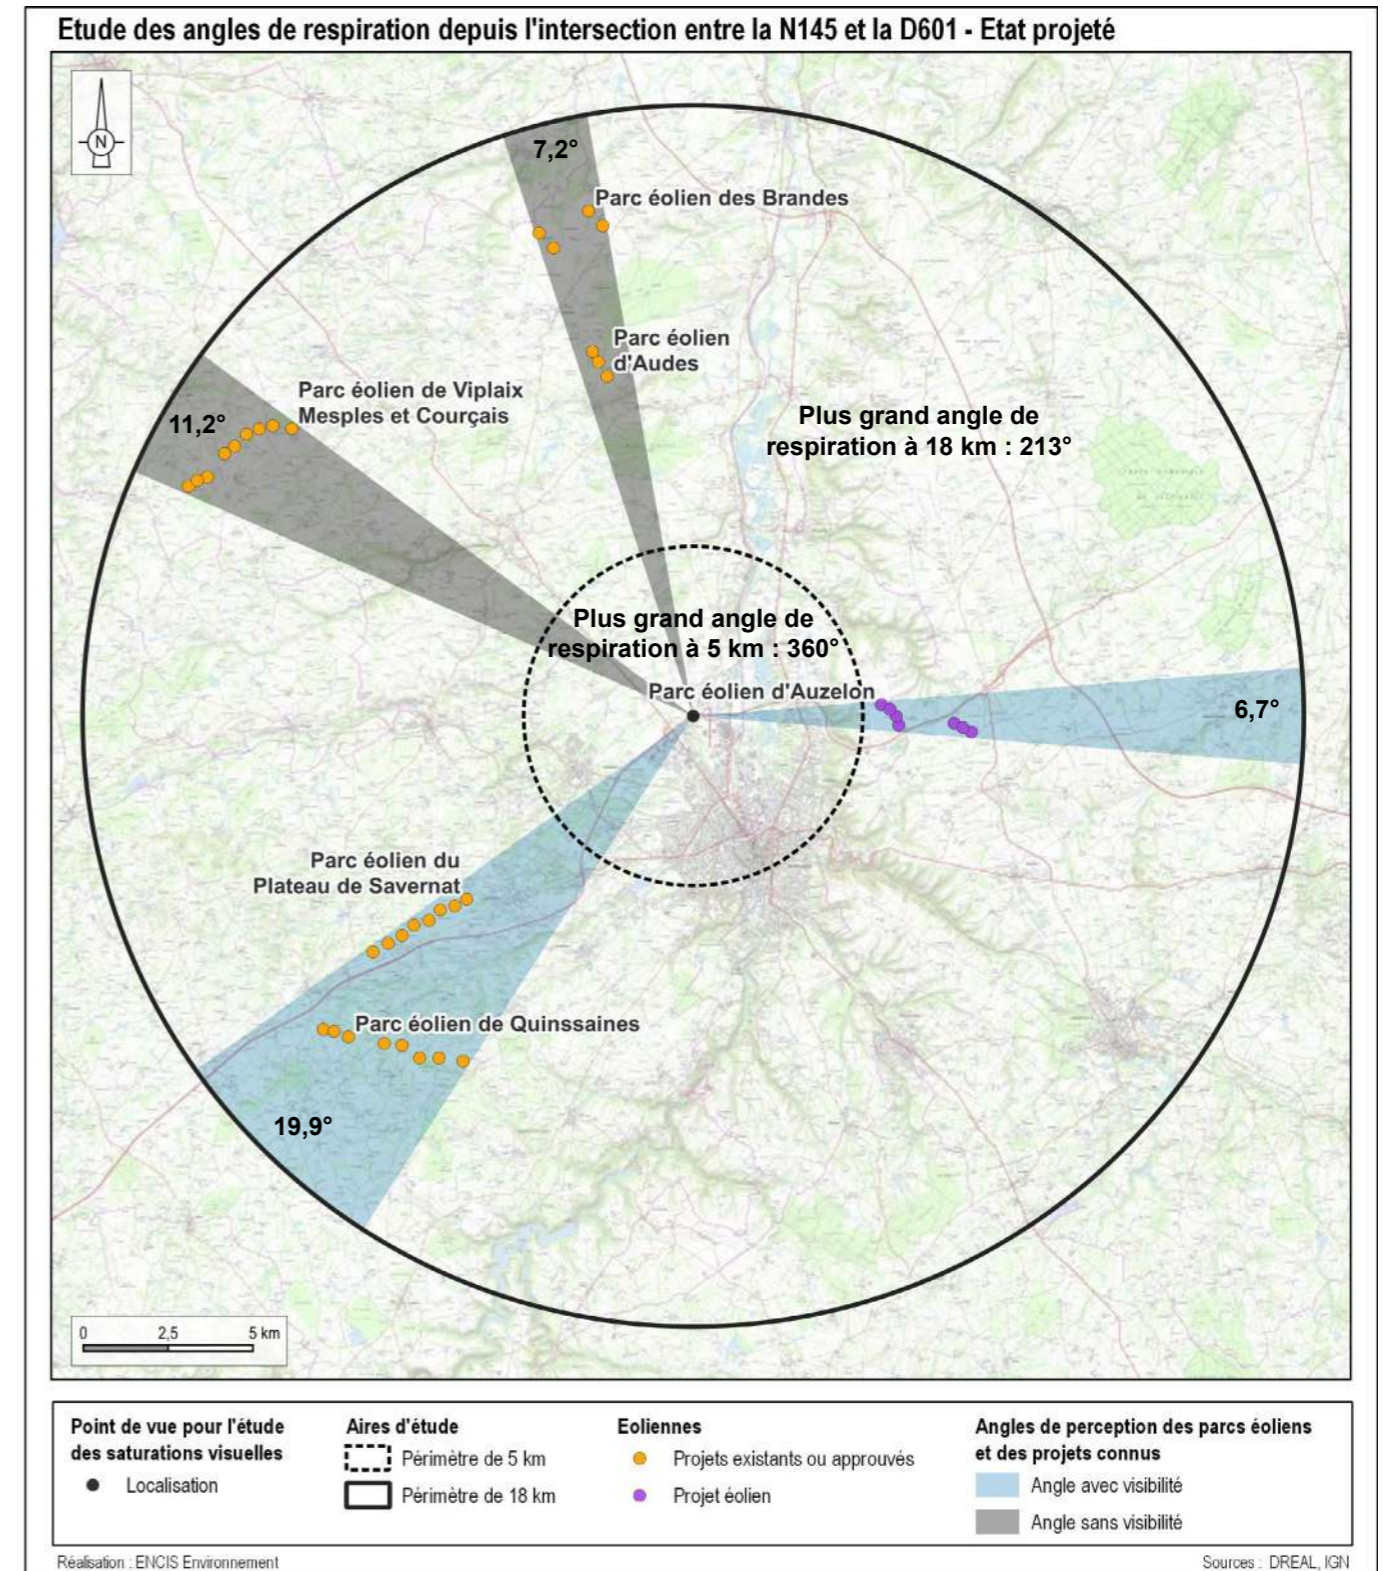 Etude des angles de respiration depuis l'intersection entre la N145 et la D601 - Etat projeté
N
7,2°
Parc éolien des Brandes
Parc éolien
d'Audes
Parc éolien de Viplaix
Mesples et Courçais
11,2°
Plus grand angle de
respiration à 18 km : 213°
Plus grand angle de
respiration à 5 km : 360°
Parc éolien d'Auzelon
6,7°
Parc éolien du
Plateau de Savernat
Parc éolien de Quinssaines
19,9°
0 2,5 5 km
Point de vue pour l'étude
des saturations visuelles
Localisation
Aires d'étude
Périmètre de 5 km
Périmètre de 18 km
Eoliennes
Projets existants ou approuvés
Projet éolien
Angles de perception des parcs éoliens
et des projets connus
Angle avec visibilité
Angle sans visibilité
Réalisation : ENCIS Environnement
Sources : DREAL, IGN